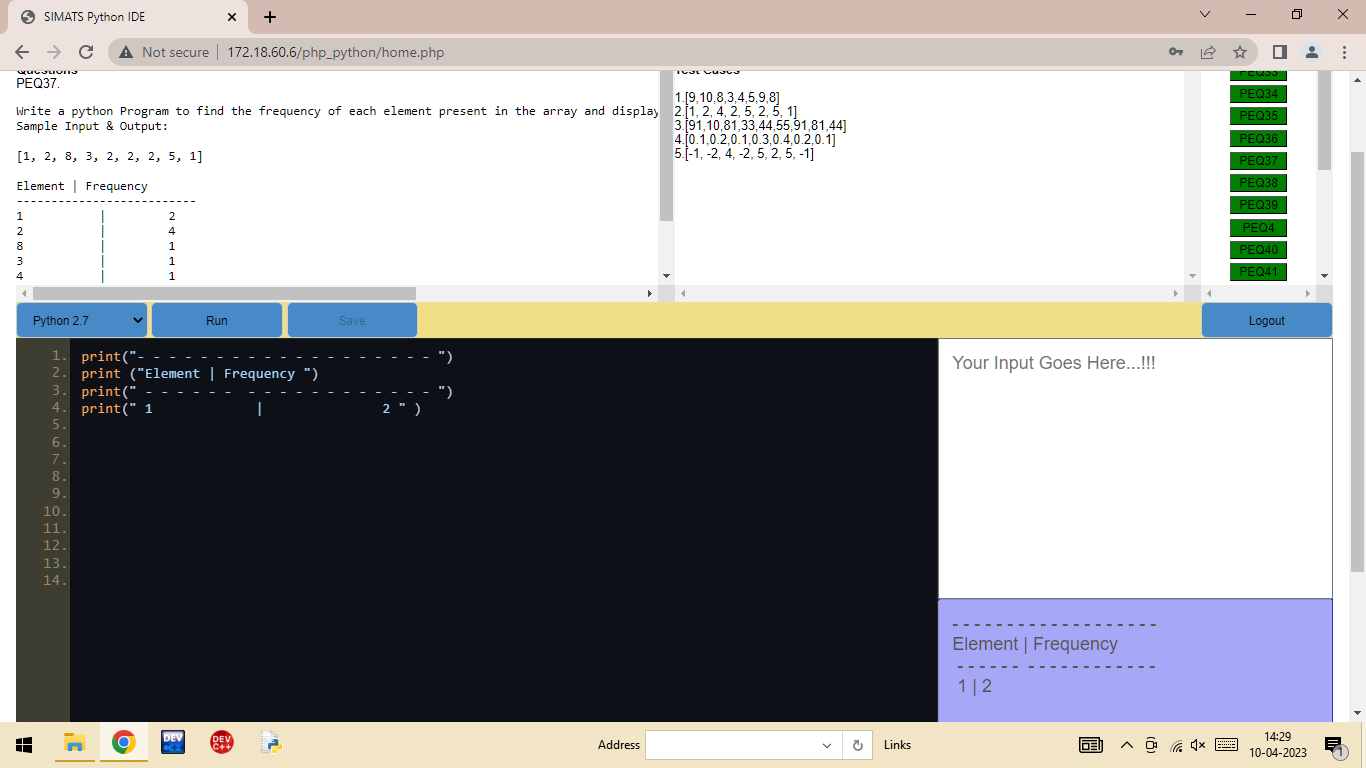 SIMATS Python IDE
Not secure
172.18.60.6/php_python/home.php
Questions
PEQ37.
Write a python Program to find the frequency of each element present in the array and display
Sample Input & Output:
[1, 2, 8, 3, 2, 2, 2, 5, 1]
Element | Frequency
--------------------------
1 | 2
2 | 4
8 | 1
3 | 1
4 | 1
Test Cases
1.[9,10,8,3,4,5,9,8]
2.[1, 2, 4, 2, 5, 2, 5, 1]
3.[91,10,81,33,44,55,91,81,44]
4.[0.1,0.2,0.1,0.3,0.4,0.2,0.1]
5.[-1, -2, 4, -2, 5, 2, 5, -1]
PEQ33
PEQ34
PEQ35
PEQ36
PEQ37
PEQ38
PEQ39
PEQ4
PEQ40
PEQ41
Python 2.7
Run
Save
Logout
1. print("- - - - - - - - - - - - - - - - - - - ")
2. print ("Element | Frequency ")
3. print(" - - - - - -  - - - - - - - - - - - - ")
4. print(" 1             |               2 " )
5.
6.
7.
8.
9.
10.
11.
12.
13.
14.
Your Input Goes Here...!!!
- - - - - - - - - - - - - - - - - - -
Element | Frequency
- - - - - - - - - - - - - - - - - -
1 | 2
DEV C++
DEV C++
Address
Links
14:29
10-04-2023
1